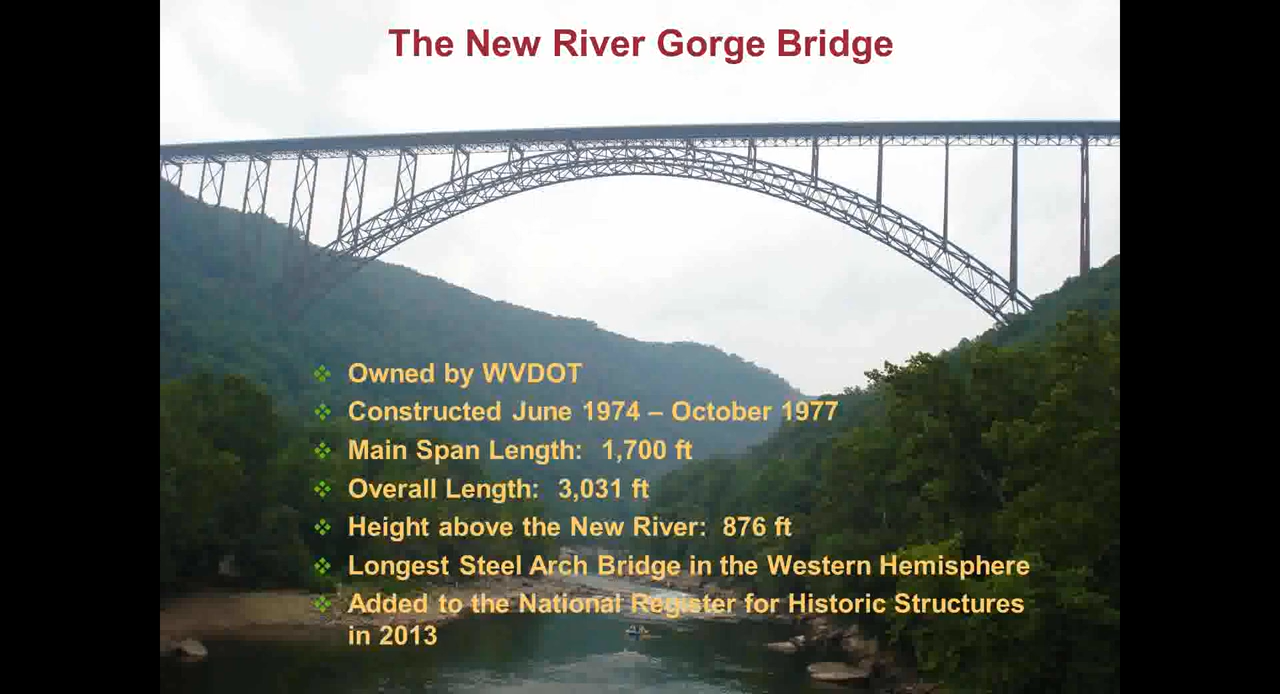 The New River Gorge Bridge
Owned by WVDOT
Constructed June 1974 – October 1977
Main Span Length: 1,700 ft
Overall Length: 3,031 ft
Height above the New River: 876 ft
Longest Steel Arch Bridge in the Western Hemisphere
Added to the National Register for Historic Structures
in 2013